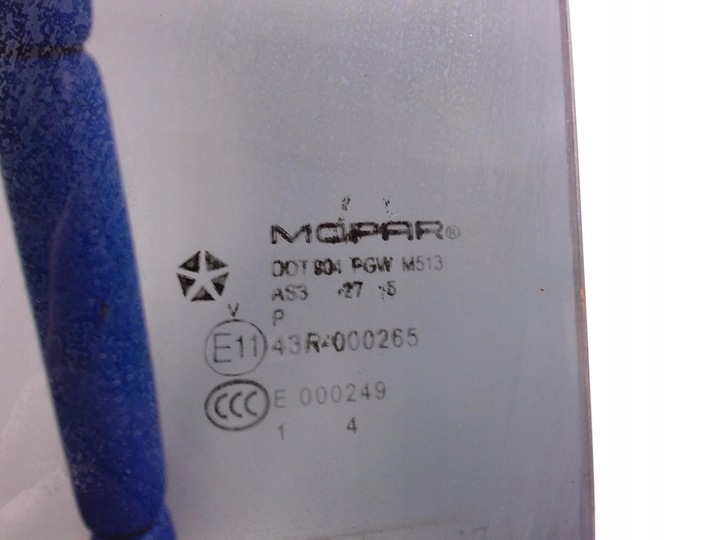 MOPAR®
DOT 804 PGW M513
AS3 27
V
P
E11 43R-000265
CCC E 000249
1 4